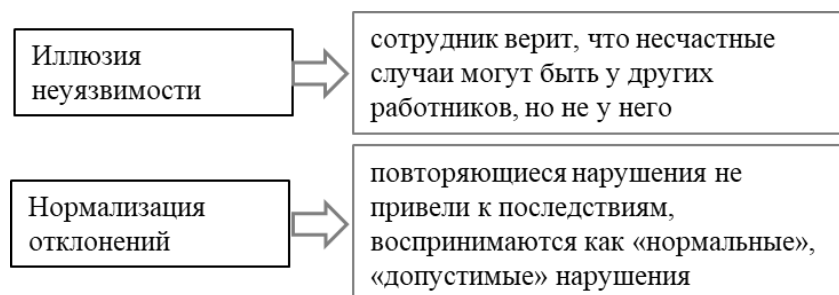 Иллюзия
неуязвимости
сотрудник верит, что несчастные
случаи могут быть у других
работников, но не у него
Нормализация
отклонений
повторяющиеся нарушения не
привели к последствиям,
воспринимаются как «нормальные»,
«допустимые» нарушения